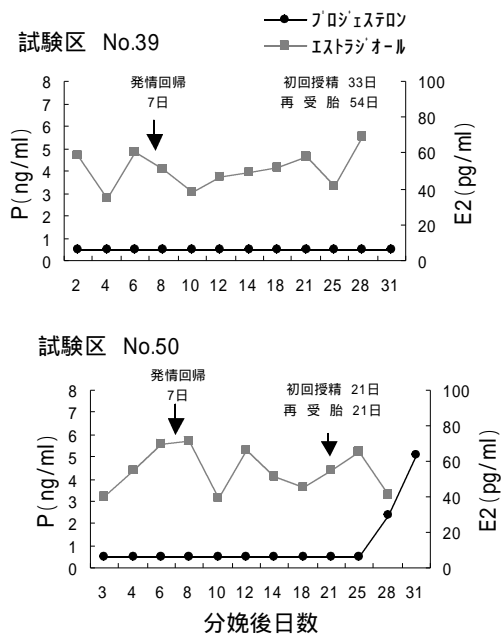 プロジェステロン
エストラジオール
試験区 No.39
発情回帰
7日
初回授精 33日
再 受 胎 54日
P(ng/ml)
E2(pg/ml)
8
7
6
5
4
3
2
1
0
100
80
60
40
20
0
2 4 6 8 10 12 14 18 21 25 28 31
試験区 No.50
発情回帰
7日
初回授精 21日
再 受 胎 21日
P(ng/ml)
E2(pg/ml)
8
7
6
5
4
3
2
1
0
100
80
60
40
20
0
3 4 6 8 10 12 14 18 21 25 28 31
分娩後日数